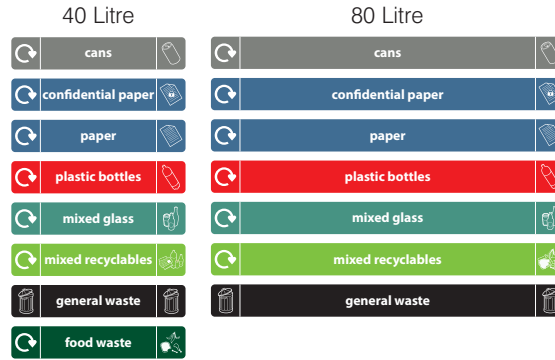 40 Litre
cans
confidential paper
paper
plastic bottles
mixed glass
mixed recyclables
general waste
food waste
80 Litre
cans
confidential paper
paper
plastic bottles
mixed glass
mixed recyclables
general waste